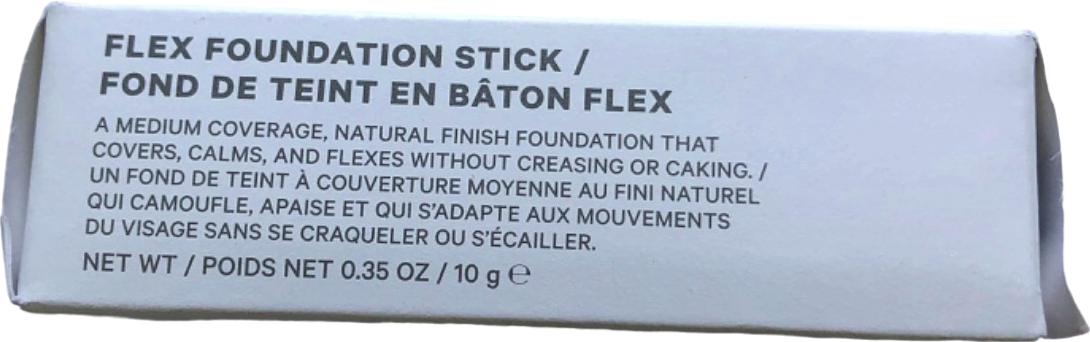 FLEX FOUNDATION STICK /
FOND DE TEINT EN BÂTON FLEX
A MEDIUM COVERAGE, NATURAL FINISH FOUNDATION THAT
COVERS, CALMS, AND FLEXES WITHOUT CREASING OR CAKING. /
UN FOND DE TEINT À COUVERTURE MOYENNE AU FINI NATUREL
QUI CAMOUFLE, APAISE ET QUI S'ADAPTE AUX MOUVEMENTS
DU VISAGE SANS SE CRAQUELER OU S'ÉCAILLER.
NET WT / POIDS NET 0.35 OZ / 10 g ℮